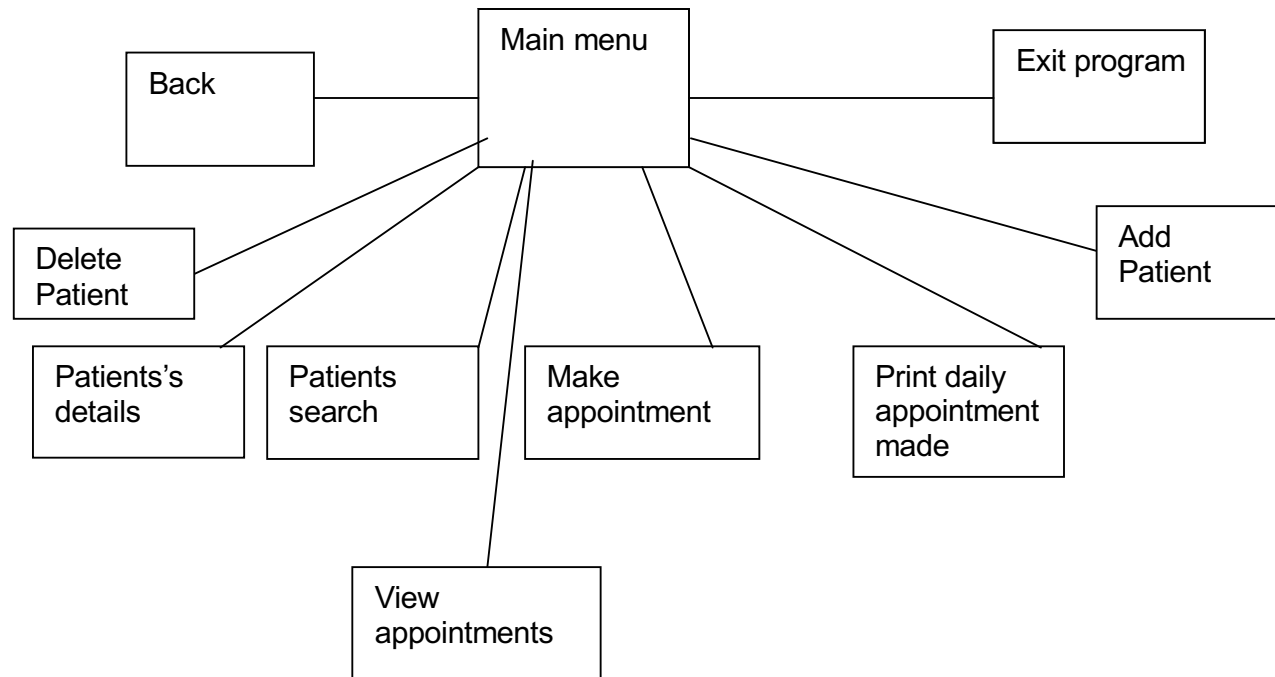 Main menu
Exit program
Back
Add
Patient
Delete
Patient
Patients’s
details
Patients
search
Make
appointment
Print daily
appointment
made
View
appointments